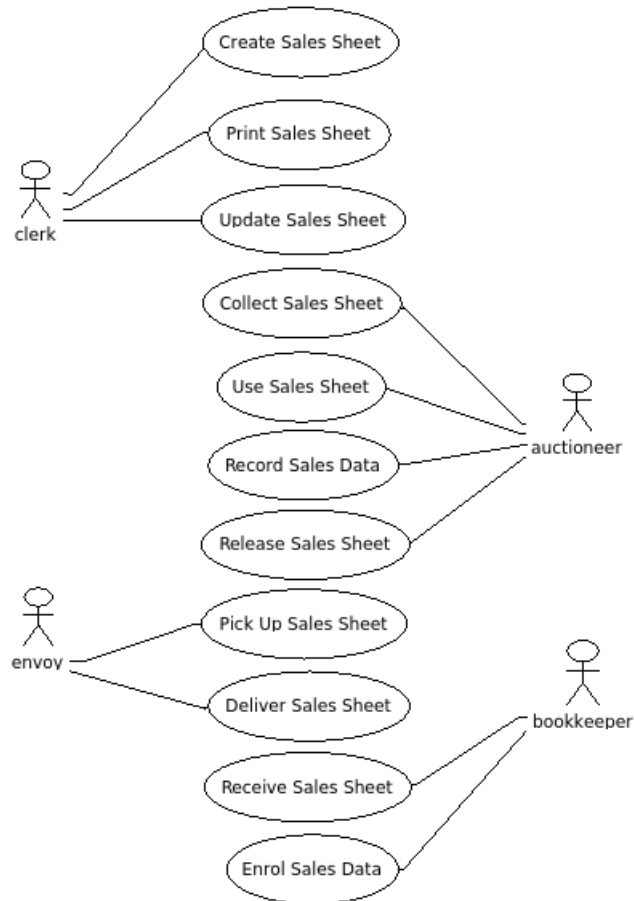 Create Sales Sheet
Print Sales Sheet
clerk
Update Sales Sheet
Collect Sales Sheet
Use Sales Sheet
auctioneer
Record Sales Data
Release Sales Sheet
Pick Up Sales Sheet
envoy
Deliver Sales Sheet
bookkeeper
Receive Sales Sheet
Enrol Sales Data